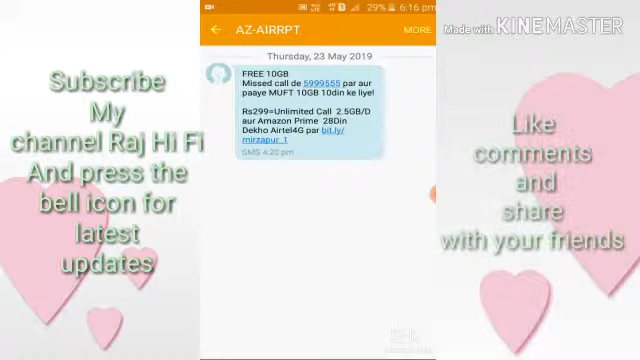 29% 6:16 pm
AZ-AIRRPT
MORE
Made with KINEMASTER
Thursday, 23 May 2019
FREE 10GB
Missed call de 5999555 par aur
paaye MUFT 10GB 10din ke liye!
Rs299=Unlimited Call 2.5GB/D
aur Amazon Prime 28Din
Dekho Airtel4G par bit.ly/
mirzapur_1
SMS 4:20 pm
Subscribe
My
channel Raj Hi Fi
And press the
bell icon for
latest
updates
Like
comments
and
share
with your friends